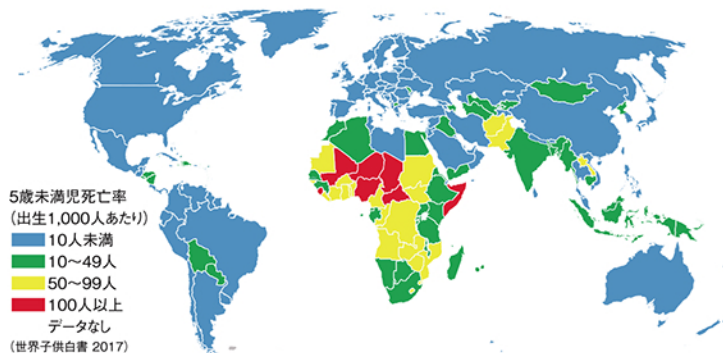 5歳未満児死亡率
(出生1,000人あたり)
10人未満
10〜49人
50〜99人
100人以上
データなし
(世界子供白書 2017)